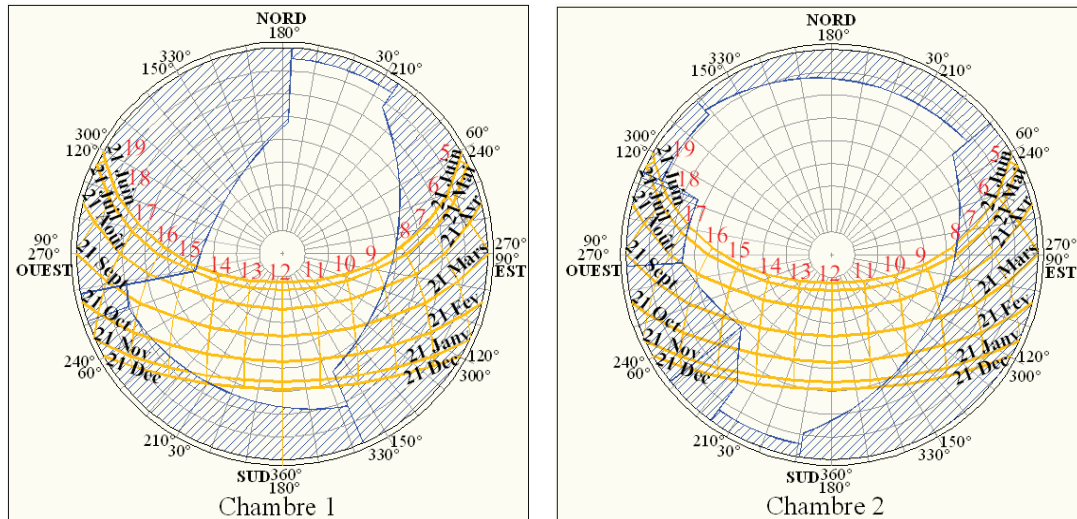 NORD
180°
330°
150°
30°
210°
300°
120°
60°
240°
19
18
17
16
15
14
13
12
11
10
9
8
7
6
5
21 Juin
21 Juil
21 Août
21 Sept
21 Oct
21 Nov
21 Dec
21 Juin
21 Mai
21 Avr
21 Mars
21 Fev
21 Janv
21 Dec
90°
270°
OUEST
270°
90°
EST
240°
60°
120°
300°
210°
30°
150°
330°
SUD
360°
180°
Chambre 1
NORD
180°
330°
150°
30°
210°
300°
120°
60°
240°
19
18
17
16
15
14
13
12
11
10
9
8
7
6
5
21 Juin
21 Juil
21 Août
21 Sept
21 Oct
21 Nov
21 Dec
21 Juin
21 Mai
21 Avr
21 Mars
21 Fev
21 Janv
21 Dec
90°
270°
OUEST
270°
90°
EST
240°
60°
120°
300°
210°
30°
150°
330°
SUD
360°
180°
Chambre 2